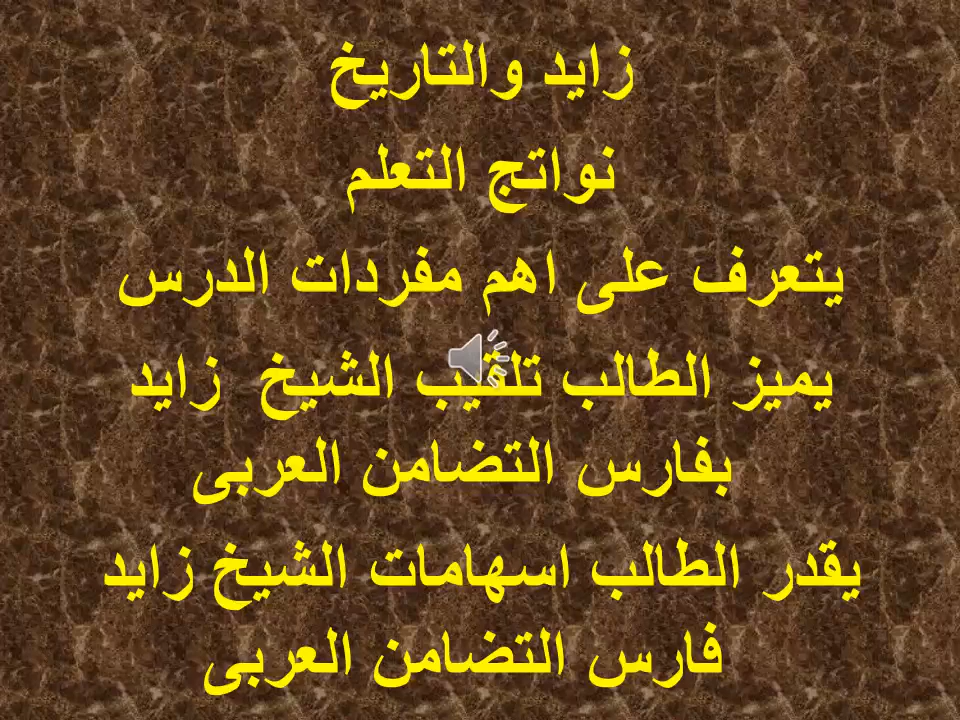 زايد والتاريخ
نواتج التعلم
يتعرف على اهم مفردات الدرس
يميز الطالب تلقيب الشيخ زايد
بفارس التضامن العربى
يقدر الطالب اسهامات الشيخ زايد
فارس التضامن العربى